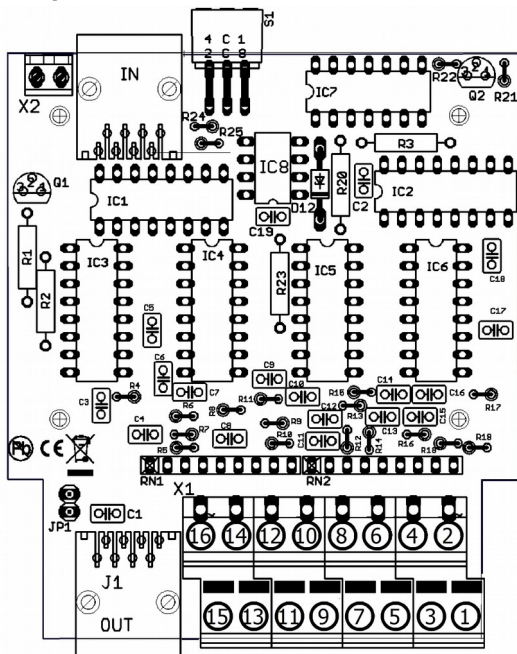 S1
4 C 1
2 C 8
IN
X2
R24
R25
IC7
R22
Q2
R21
R3
IC8
R20
C2
IC2
D12
Q1
IC1
C19
R1
R2
IC3
IC4
R23
IC5
IC6
C18
C5
C17
C6
C9
C3
R4
C7
R11
C10
R15
C14
C16
R17
R6
R8
R13
C4
R7
C8
R9
C12
C13
C15
R5
R10
C11
R12
R14
R16
R18
R18
Pb CE
RN1
RN2
X1
JP1
C1
16 14 12 10 8 6 4 2
J1
OUT
15 13 11 9 7 5 3 1